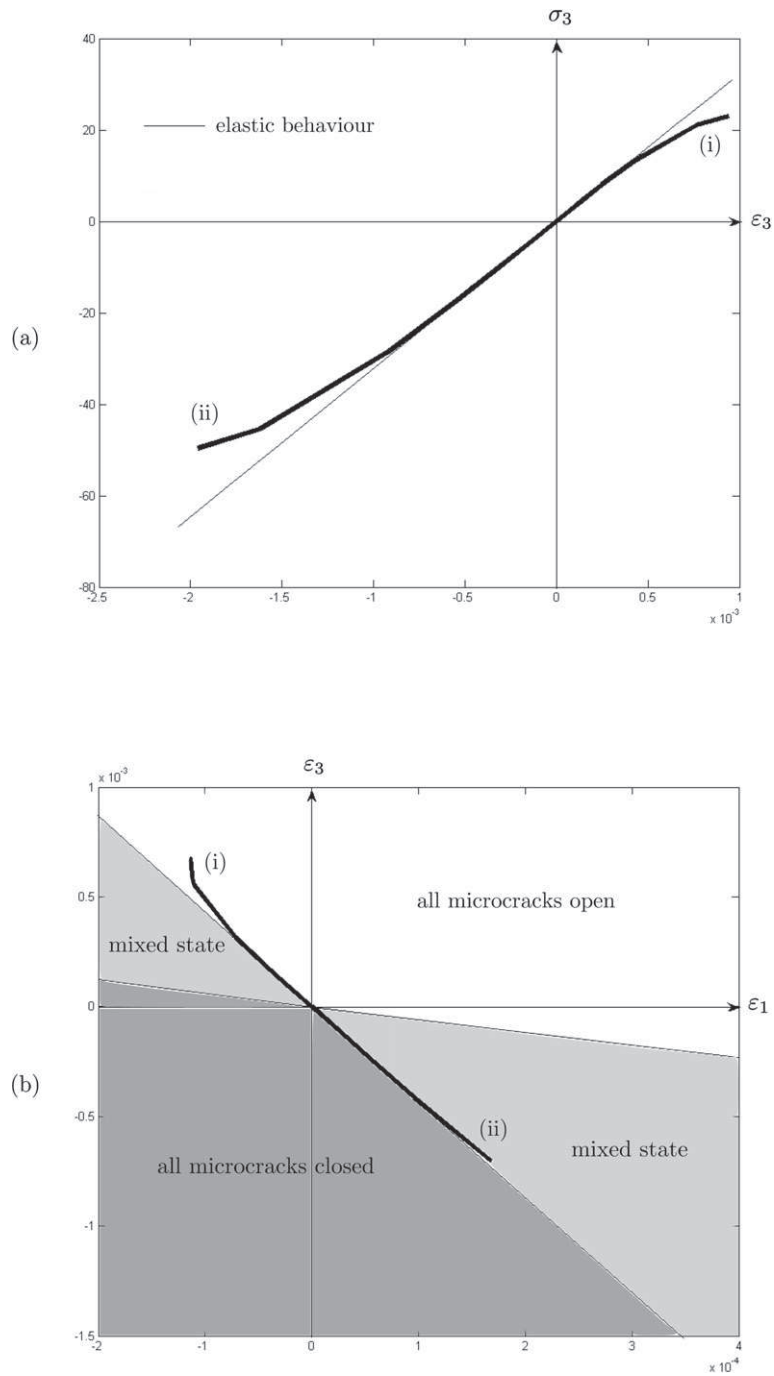 σ3
40
elastic behaviour
20
(i)
0
ε3
-20
(a)
(ii)
-40
-60
-80
-2.5 -2 -1.5 -1 -0.5 0 0.5 1
x 10^-3
ε3
x 10^-3
1
(i)
all microcracks open
0.5
mixed state
0
ε1
(b)
-0.5
(ii)
mixed state
all microcracks closed
-1
-1.5
-2 -1 0 1 2 3 4
x 10^-4